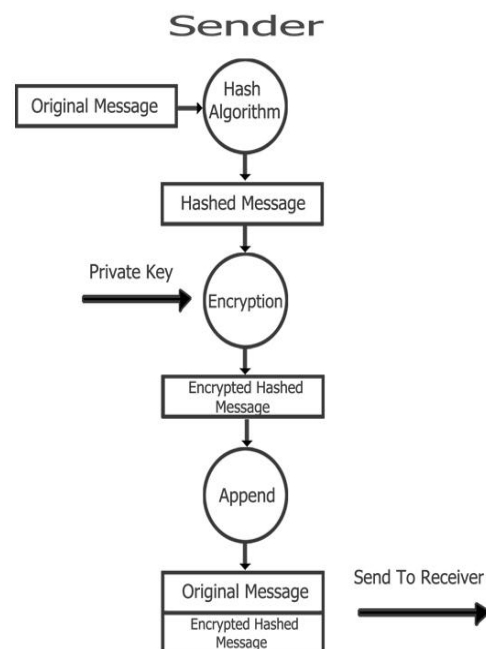 Sender
Original Message
Hash
Algorithm
Hashed Message
Private Key
Encryption
Encrypted Hashed
Message
Append
Original Message
Send To Receiver
Encrypted Hashed
Message